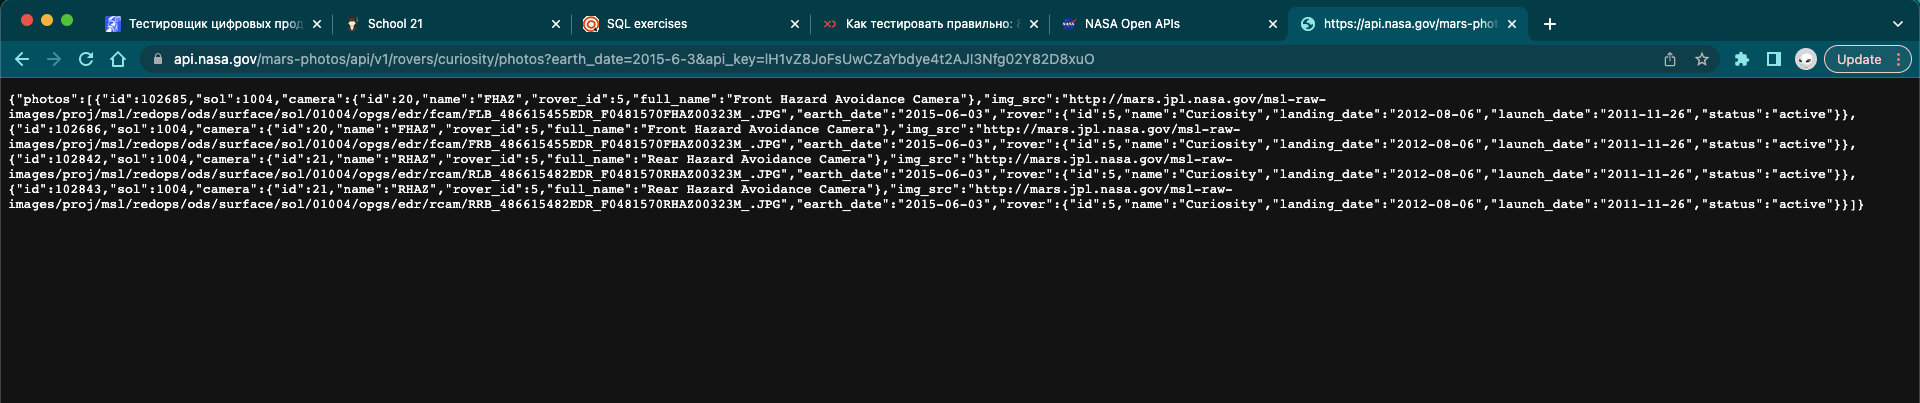 Тестировщик цифровых прод
School 21
SQL exercises
Как тестировать правильно:
NASA Open APIs
https://api.nasa.gov/mars-phot
api.nasa.gov/mars-photos/api/v1/rovers/curiosity/photos?earth_date=2015-6-3&api_key=lH1vZ8JoFsUwCZaYbdye4t2AJI3Nfg02Y82D8xuO
Update
{"photos":[{"id":102685,"sol":1004,"camera":{"id":20,"name":"FHAZ","rover_id":5,"full_name":"Front Hazard Avoidance Camera"},"img_src":"http://mars.jpl.nasa.gov/msl-raw-
images/proj/msl/redops/ods/surface/sol/01004/opgs/edr/fcam/FLB_486615455EDR_F0481570FHAZ00323M_.JPG","earth_date":"2015-06-03","rover":{"id":5,"name":"Curiosity","landing_date":"2012-08-06","launch_date":"2011-11-26","status":"active"}},
{"id":102686,"sol":1004,"camera":{"id":20,"name":"FHAZ","rover_id":5,"full_name":"Front Hazard Avoidance Camera"},"img_src":"http://mars.jpl.nasa.gov/msl-raw-
images/proj/msl/redops/ods/surface/sol/01004/opgs/edr/fcam/FRB_486615455EDR_F0481570FHAZ00323M_.JPG","earth_date":"2015-06-03","rover":{"id":5,"name":"Curiosity","landing_date":"2012-08-06","launch_date":"2011-11-26","status":"active"}},
{"id":102842,"sol":1004,"camera":{"id":21,"name":"RHAZ","rover_id":5,"full_name":"Rear Hazard Avoidance Camera"},"img_src":"http://mars.jpl.nasa.gov/msl-raw-
images/proj/msl/redops/ods/surface/sol/01004/opgs/edr/rcam/RLB_486615482EDR_F0481570RHAZ00323M_.JPG","earth_date":"2015-06-03","rover":{"id":5,"name":"Curiosity","landing_date":"2012-08-06","launch_date":"2011-11-26","status":"active"}},
{"id":102843,"sol":1004,"camera":{"id":21,"name":"RHAZ","rover_id":5,"full_name":"Rear Hazard Avoidance Camera"},"img_src":"http://mars.jpl.nasa.gov/msl-raw-
images/proj/msl/redops/ods/surface/sol/01004/opgs/edr/rcam/RRB_486615482EDR_F0481570RHAZ00323M_.JPG","earth_date":"2015-06-03","rover":{"id":5,"name":"Curiosity","landing_date":"2012-08-06","launch_date":"2011-11-26","status":"active"}}]}